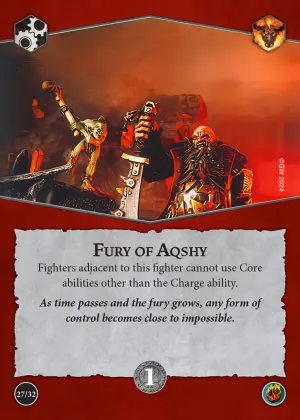 ©GW 2024
Fury of Aqshy
Fighters adjacent to this fighter cannot use Core
abilities other than the Charge ability.
As time passes and the fury grows, any form of
control becomes close to impossible.
27/32
1